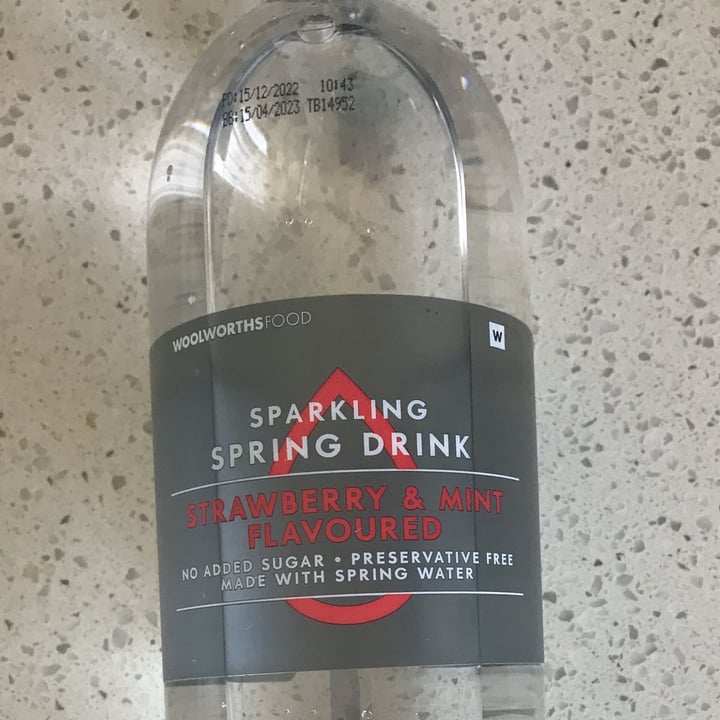 PD:15/12/2022 10:43
BB:15/04/2023 TB14952
WOOLWORTHSFOOD
W
SPARKLING
SPRING DRINK
STRAWBERRY & MINT
FLAVOURED
NO ADDED SUGAR • PRESERVATIVE FREE
MADE WITH SPRING WATER